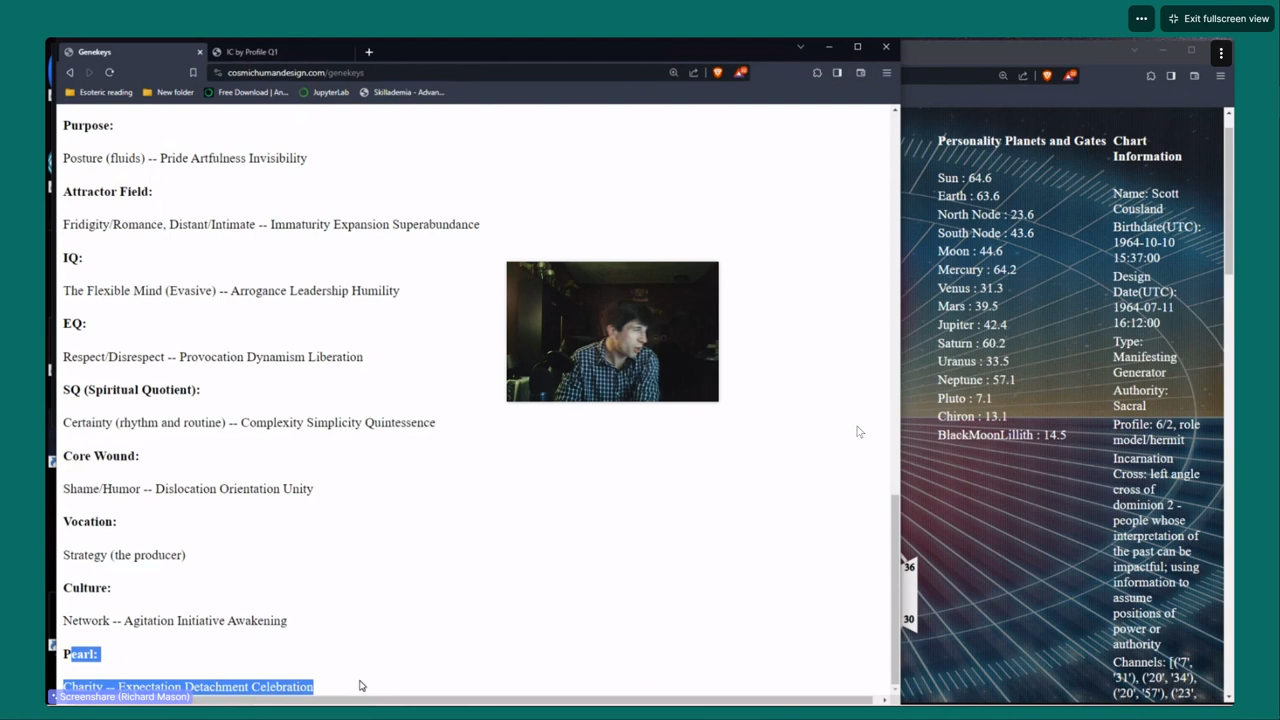 Exit fullscreen view
Genekeys
IC by Profile Q1
cosmichumandesign.com/genekeys
Esoteric reading
New folder
Free Download | An...
JupyterLab
Skillademia - Advan...
Purpose:
Posture (fluids) -- Pride Artfulness Invisibility
Attractor Field:
Fridigity/Romance, Distant/Intimate -- Immaturity Expansion Superabundance
IQ:
The Flexible Mind (Evasive) -- Arrogance Leadership Humility
EQ:
Respect/Disrespect -- Provocation Dynamism Liberation
SQ (Spiritual Quotient):
Certainty (rhythm and routine) -- Complexity Simplicity Quintessence
Core Wound:
Shame/Humor -- Dislocation Orientation Unity
Vocation:
Strategy (the producer)
Culture:
Network -- Agitation Initiative Awakening
Pearl:
Charity -- Expectation Detachment Celebration
Screenshare (Richard Mason)
Personality Planets and Gates
Sun : 64.6
Earth : 63.6
North Node : 23.6
South Node : 43.6
Moon : 44.6
Mercury : 64.2
Venus : 31.3
Mars : 39.5
Jupiter : 42.4
Saturn : 60.2
Uranus : 33.5
Neptune : 57.1
Pluto : 7.1
Chiron : 13.1
BlackMoonLillith : 14.5
36
30
Chart
Information
Name: Scott
Cousland
Birthdate(UTC):
1964-10-10
15:37:00
Design
Date(UTC):
1964-07-11
16:12:00
Type:
Manifesting
Generator
Authority:
Sacral
Profile: 6/2, role
model/hermit
Incarnation
Cross: left angle
cross of
dominion 2 -
people whose
interpretation of
the past can be
impactful; using
information to
assume
positions of
power or
authority
Channels: [('7',
'31'), ('20', '34'),
('20', '57'), ('23',